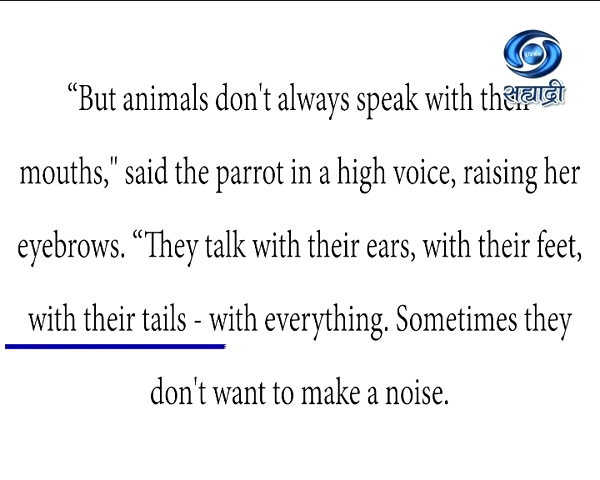 सह्याद्री
“But animals don't always speak with their
mouths," said the parrot in a high voice, raising her
eyebrows. “They talk with their ears, with their feet,
with their tails - with everything. Sometimes they
don't want to make a noise.